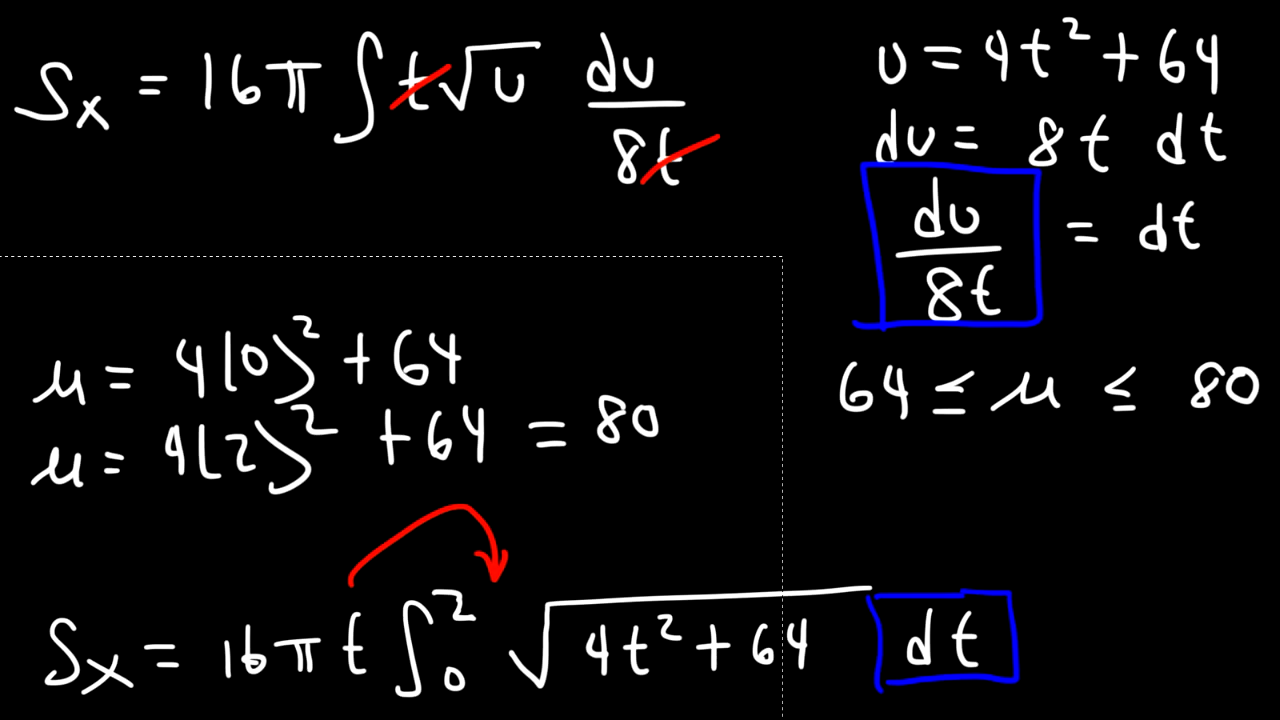 Sx = 16π ∫ t√u du/8t
u = 4t² + 64
du = 8t dt
du/8t = dt
64 ≤ u ≤ 80
u = 4(0)² + 64
u = 4(2)² + 64 = 80
Sx = 16π t ∫₀² √(4t² + 64) dt